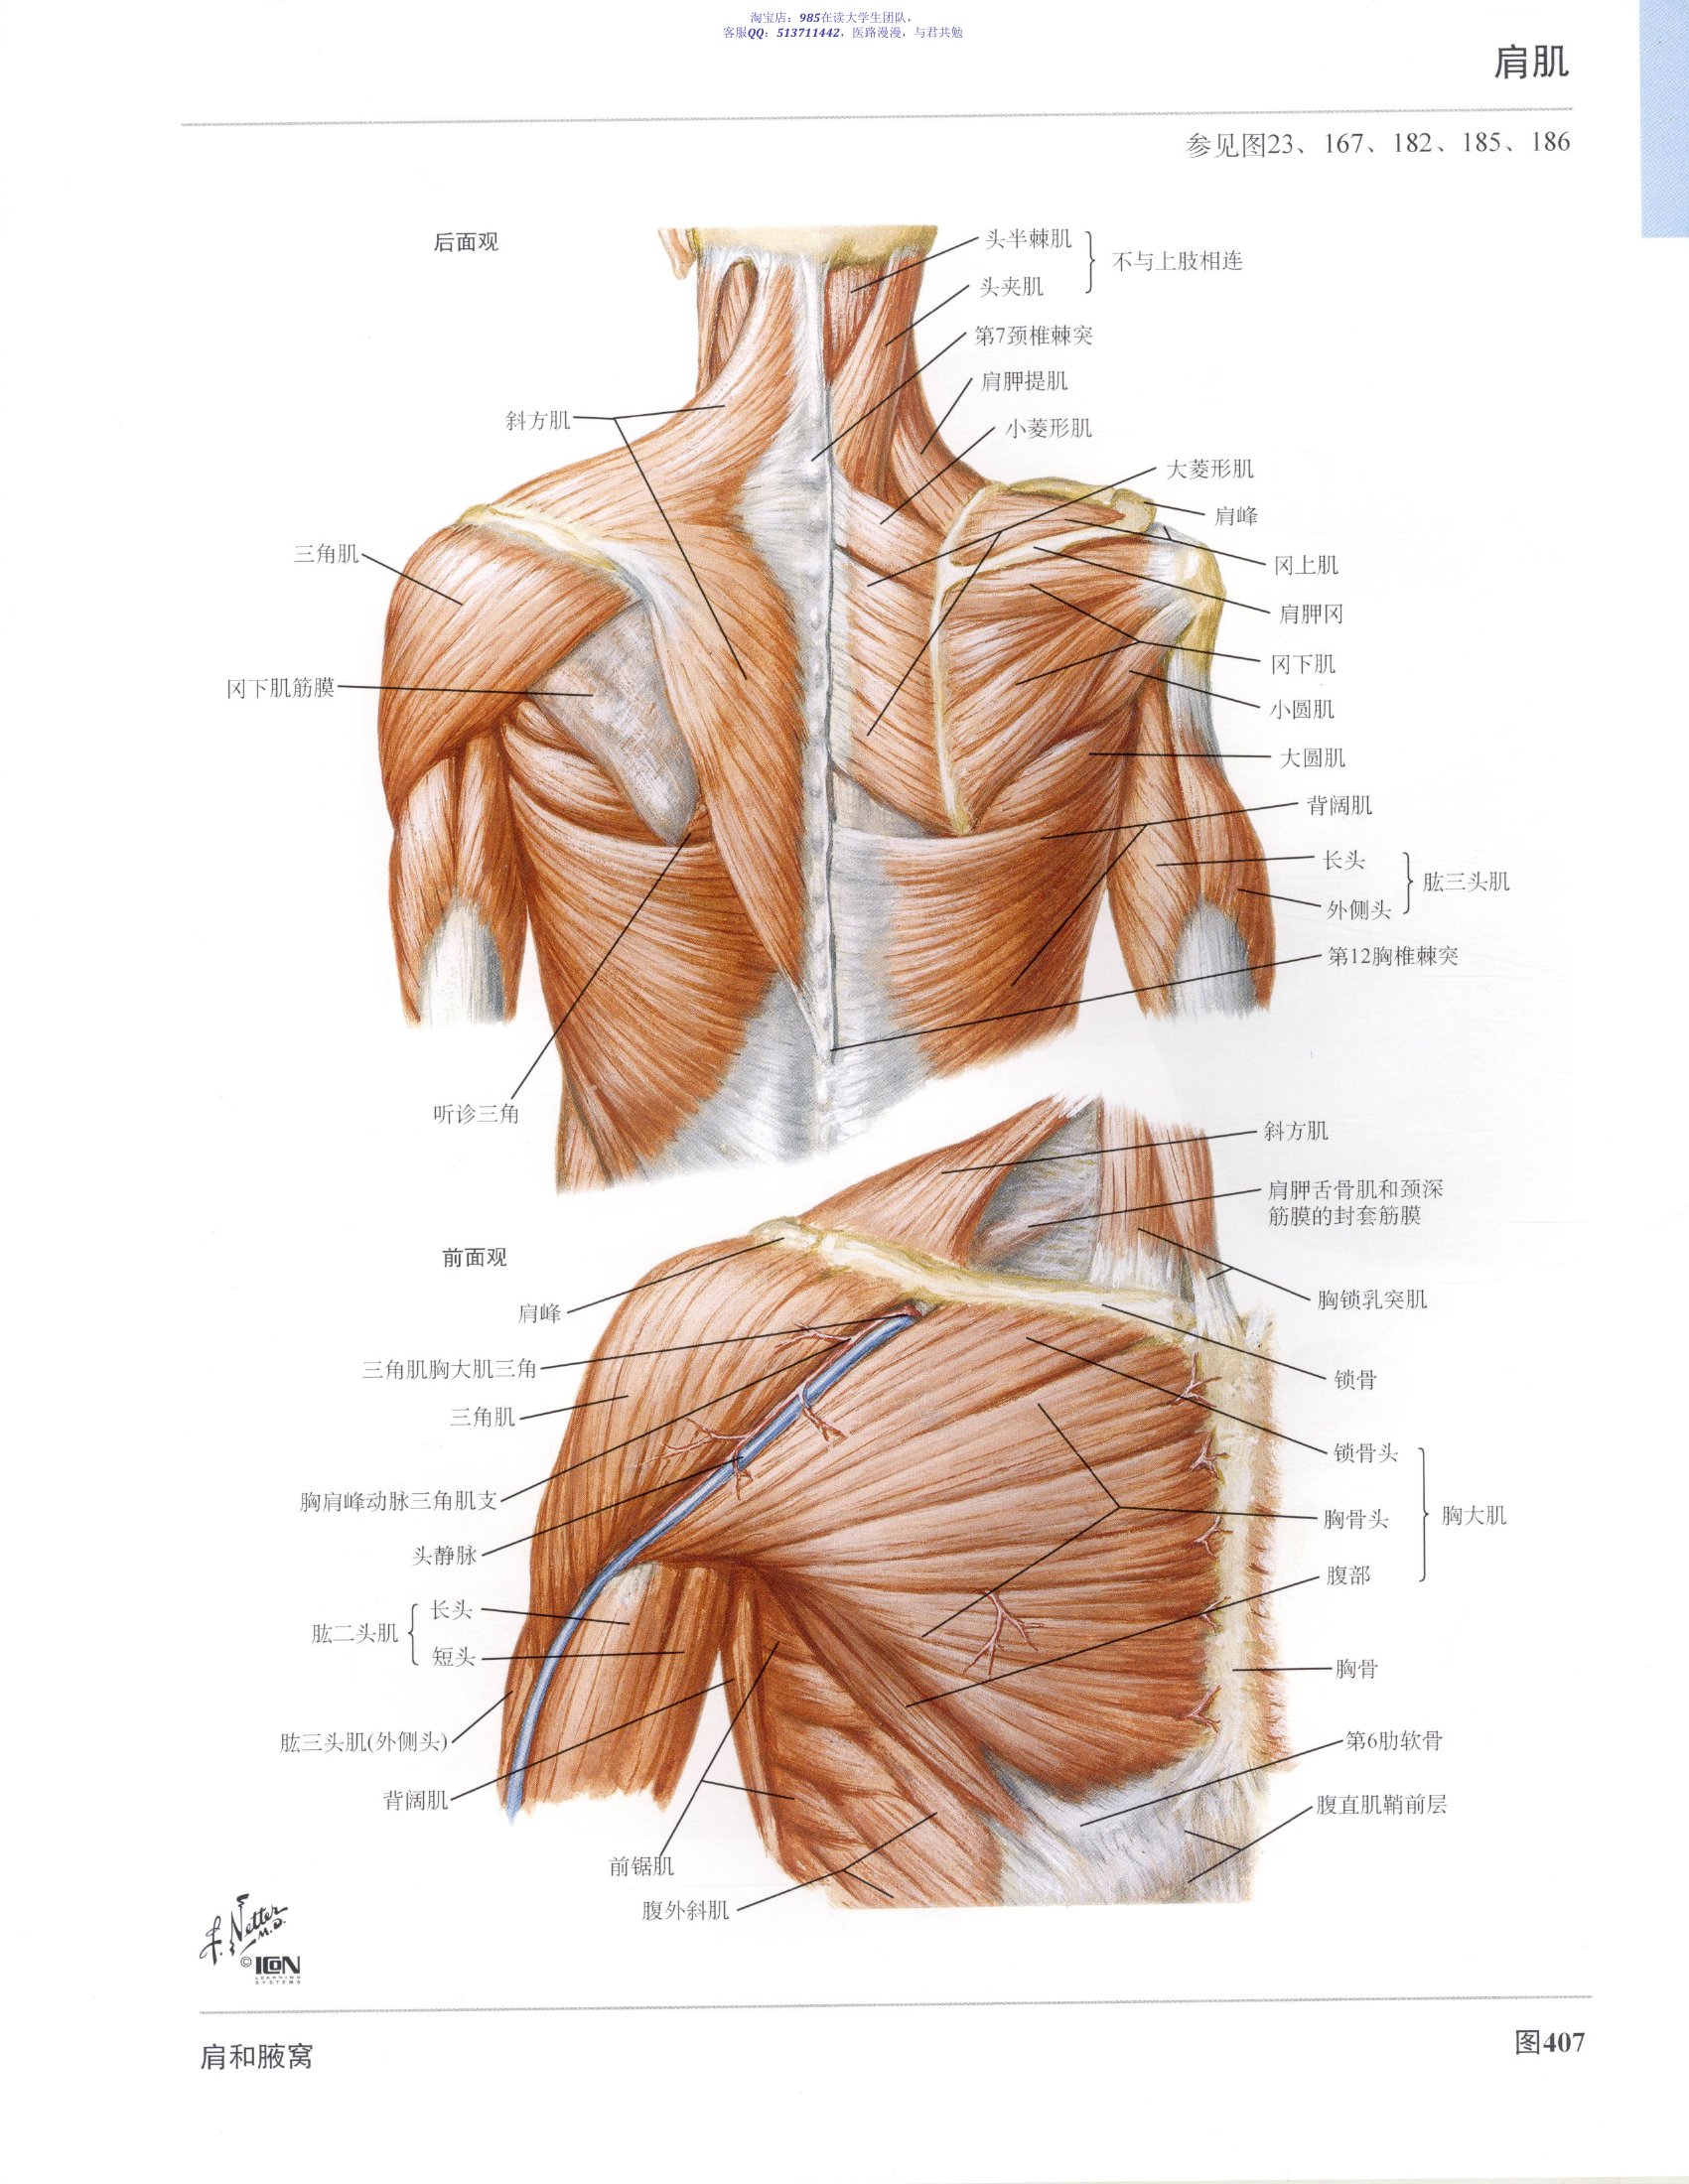 淘宝店：985在读大学生团队，
客服QQ：513711442，医路漫漫，与君共勉
肩肌
参见图23、167、182、185、186
后面观
头半棘肌
头夹肌
不与上肢相连
第7颈椎棘突
肩胛提肌
小菱形肌
斜方肌
大菱形肌
肩峰
三角肌
冈上肌
肩胛冈
冈下肌
冈下肌筋膜
小圆肌
大圆肌
背阔肌
长头
外侧头
肱三头肌
第12胸椎棘突
听诊三角
前面观
斜方肌
肩胛舌骨肌和颈深
筋膜的封套筋膜
肩峰
胸锁乳突肌
三角肌胸大肌三角
锁骨
三角肌
锁骨头
胸肩峰动脉三角肌支
胸骨头
胸大肌
头静脉
腹部
长头
短头
肱二头肌
胸骨
肱三头肌(外侧头)
第6肋软骨
背阔肌
腹直肌鞘前层
前锯肌
腹外斜肌
F. Netter
M.D.
© ICON
LEARNING
SYSTEMS
肩和腋窝
图407